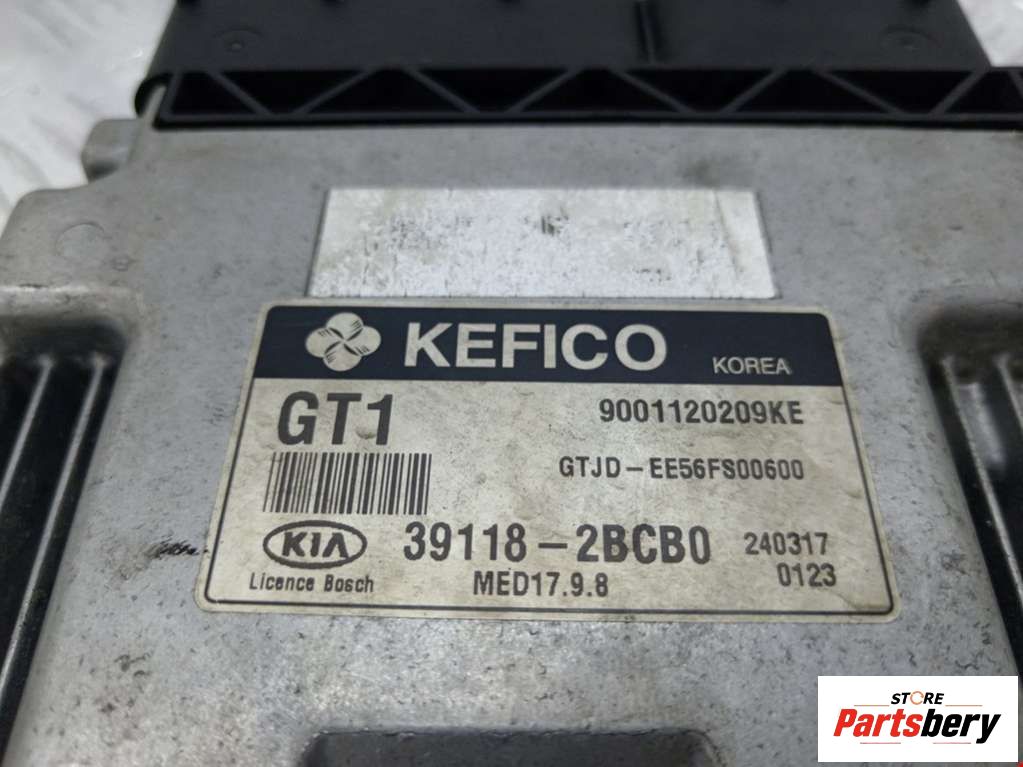 KEFICO KOREA
GT1 9001120209KE
GTJD-EE56FS00600
KIA 39118-2BCB0 240317
Licence Bosch MED17.9.8 0123
STORE
Partsbery